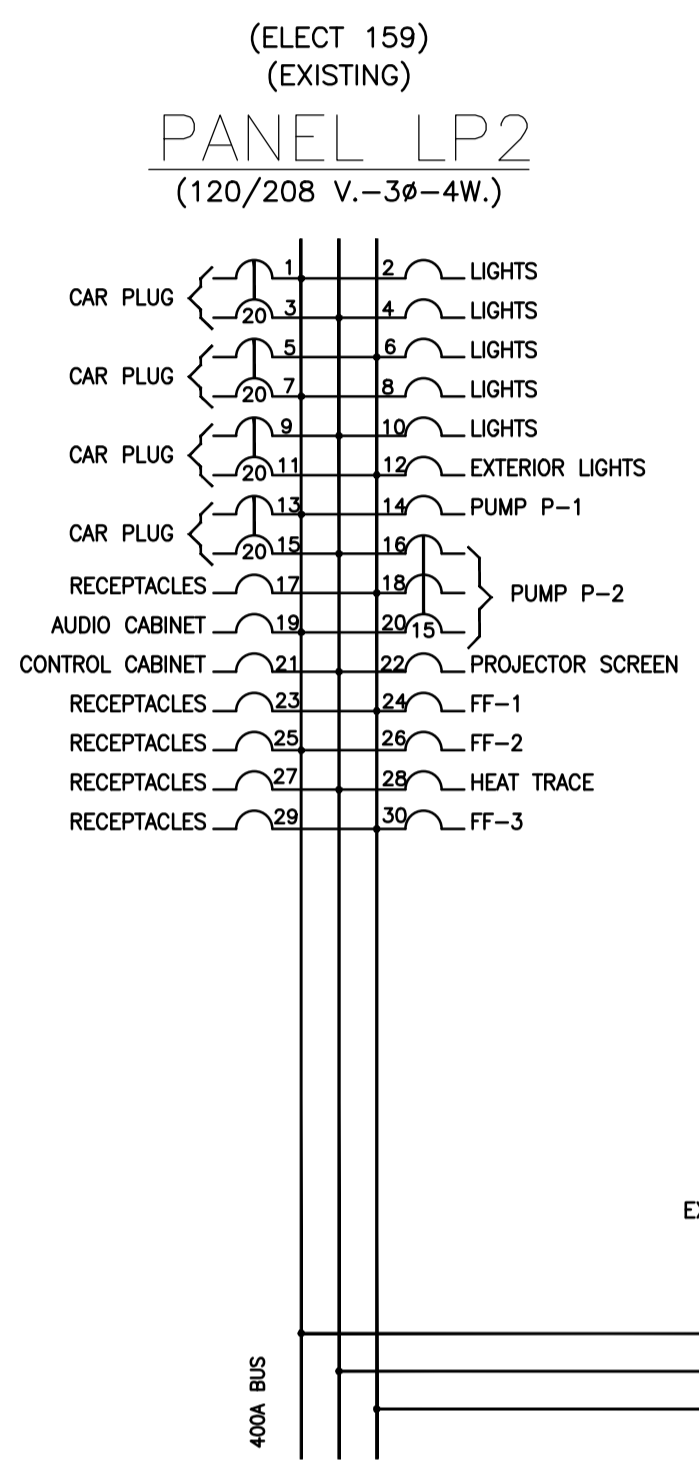 (ELECT 159)
(EXISTING)
PANEL LP2
(120/208 V.-3ø-4W.)
CAR PLUG 1 2 LIGHTS
20 3 4 LIGHTS
CAR PLUG 5 6 LIGHTS
20 7 8 LIGHTS
CAR PLUG 9 10 LIGHTS
20 11 12 EXTERIOR LIGHTS
CAR PLUG 13 14 PUMP P-1
20 15 16
RECEPTACLES 17 18 PUMP P-2
AUDIO CABINET 19 20 15
CONTROL CABINET 21 22 PROJECTOR SCREEN
RECEPTACLES 23 24 FF-1
RECEPTACLES 25 26 FF-2
RECEPTACLES 27 28 HEAT TRACE
RECEPTACLES 29 30 FF-3
400A BUS